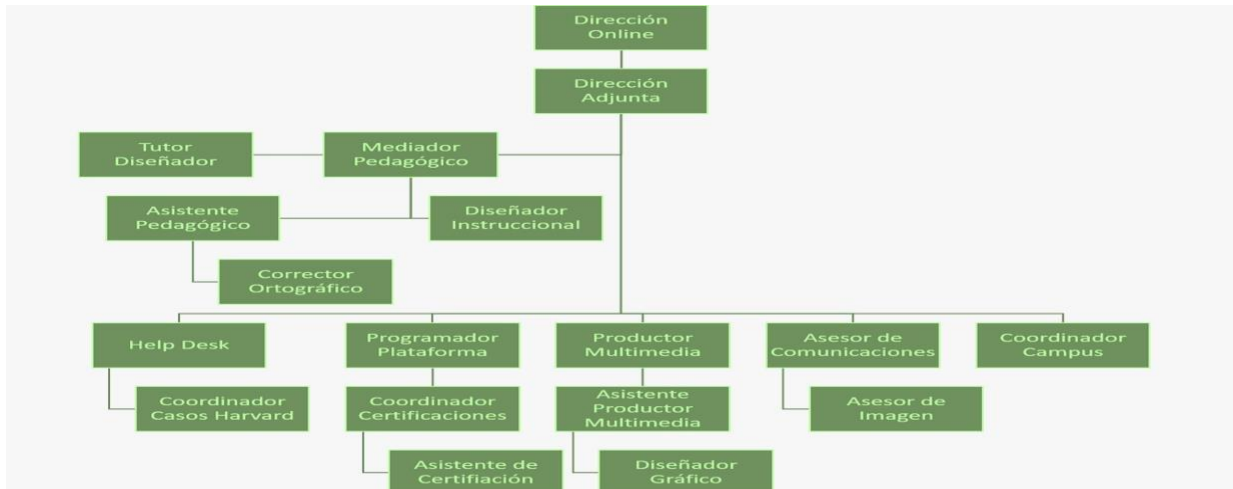 Dirección
Online
Dirección
Adjunta
Tutor
Diseñador
Mediador
Pedagógico
Asistente
Pedagógico
Diseñador
Instruccional
Corrector
Ortográfico
Help Desk
Programador
Plataforma
Productor
Multimedia
Asesor de
Comunicaciones
Coordinador
Campus
Coordinador
Casos Harvard
Coordinador
Certificaciones
Asistente
Productor
Multimedia
Asesor de
Imagen
Asistente de
Certifiación
Diseñador
Gráfico